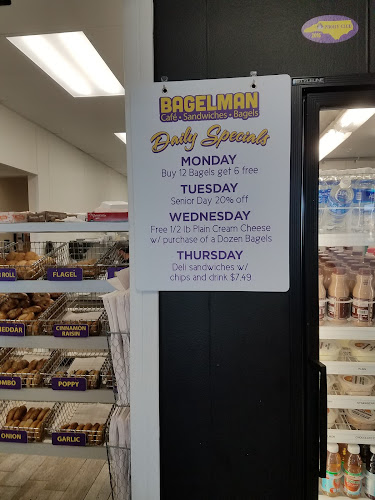 BAGELMAN
Café • Sandwiches • Bagels
Daily Specials
MONDAY
Buy 12 Bagels get 6 free
TUESDAY
Senior Day 20% off
WEDNESDAY
Free 1/2 lb Plain Cream Cheese
w/ purchase of a Dozen Bagels
THURSDAY
Deli sandwiches w/
chips and drink $7.49
ROLL
FLAGEL
CINNAMON
RAISIN
POPPY
ONION
GARLIC